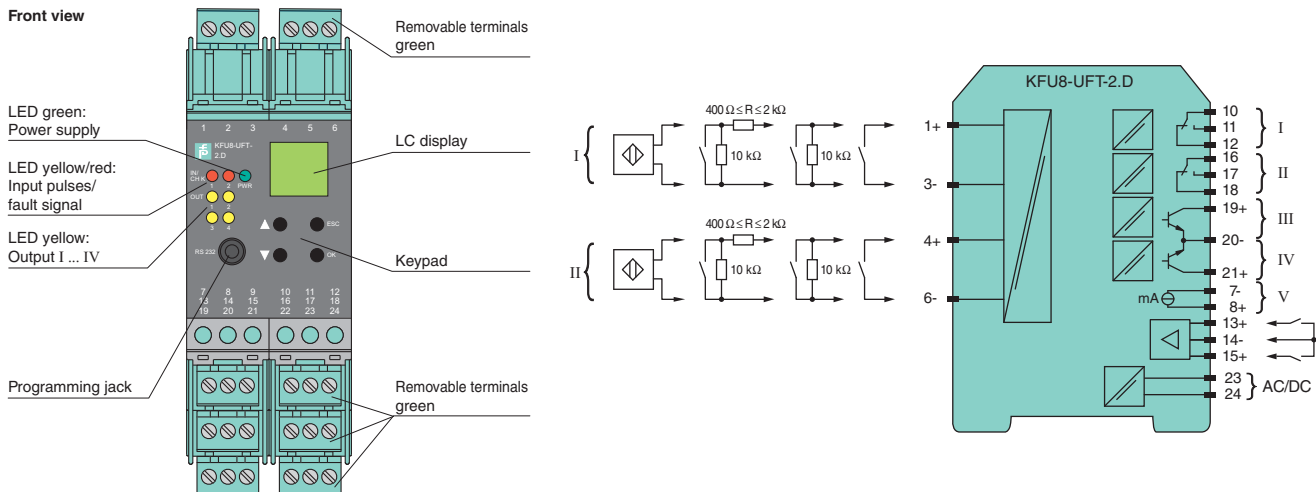 Front view
Removable terminals
green
LED green:
Power supply
LC display
LED yellow/red:
Input pulses/
fault signal
LED yellow:
Output I ... IV
Keypad
Programming jack
Removable terminals
green
1 2 3 4 5 6
KFU8-UFT-
2.D
IN/
CHK
1 2 PWR
OUT
1 2
3 4
ESC
OK
RS 232
7 8 9 10 11 12
13 14 15 16 17 18
19 20 21 22 23 24
I
400 Ω ≤ R ≤ 2 kΩ
10 kΩ
10 kΩ
II
400 Ω ≤ R ≤ 2 kΩ
10 kΩ
10 kΩ
KFU8-UFT-2.D
1+
3-
4+
6-
10
11
12
I
16
17
18
II
19+
III
20-
IV
21+
mA
7-
8+
V
13+
14-
15+
23
24
AC/DC